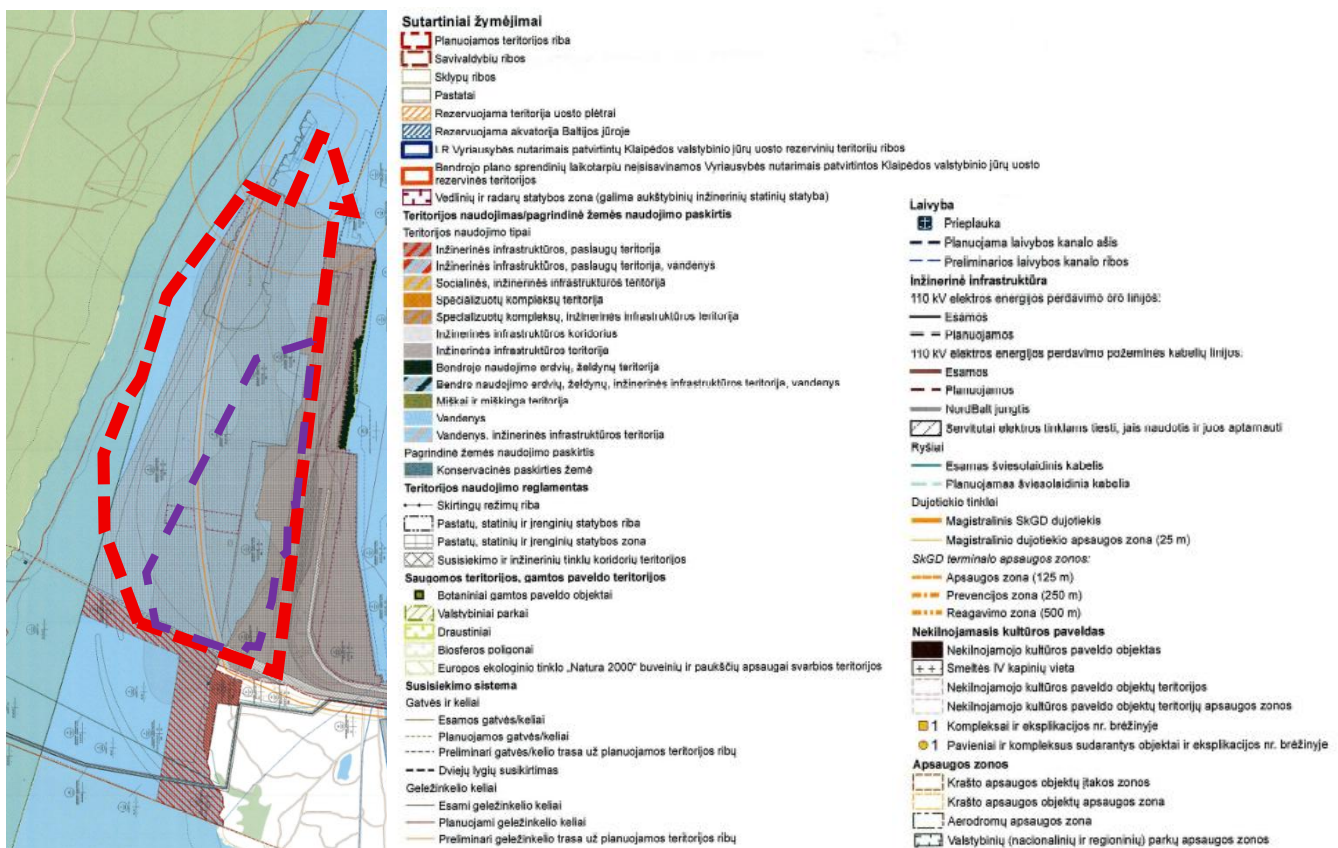 Sutartiniai žymėjimai
Planuojamos teritorijos riba
Savivaldybių ribos
Sklypų ribos
Pastatai
Rezervuojama teritorija uosto plėtrai
Rezervuojama akvatorija Baltijos jūroje
LR Vyriausybės nutarimais patvirtintų Klaipėdos valstybinio jūrų uosto rezervinių teritorijų ribos
Bendrojo plano sprendinių laikotarpiu neįsisavinamos Vyriausybės nutarimais patvirtintos Klaipėdos valstybinio jūrų uosto
rezervinės teritorijos
Vedlinių ir radarų statybos zona (galima aukštybinių inžinerinių statinių statyba)
Teritorijos naudojimas/pagrindinė žemės naudojimo paskirtis
Teritorijos naudojimo tipai
Inžinerinės infrastruktūros, paslaugų teritorija
Inžinerinės infrastruktūros, paslaugų teritorija, vandenys
Socialinės, inžinerinės infrastruktūros teritorija
Specializuotų kompleksų teritorija
Specializuotų kompleksų, inžinerinės infrastruktūros teritorija
Inžinerinės infrastruktūros koridorius
Inžinerinės infrastruktūros teritorija
Bendrojo naudojimo erdvių, želdynų teritorija
Bendro naudojimo erdvių, želdynų, inžinerinės infrastruktūros teritorija, vandenys
Miškai ir miškinga teritorija
Vandenys
Vandenys, inžinerinės infrastruktūros teritorija
Pagrindinė žemės naudojimo paskirtis
Konservacinės paskirties žemė
Teritorijos naudojimo reglamentas
Skirtingų režimų riba
Pastatų, statinių ir įrenginių statybos riba
Pastatų, statinių ir įrenginių statybos zona
Susisiekimo ir inžinerinių tinklų koridorių teritorijos
Saugomos teritorijos, gamtos paveldo teritorijos
Botaniniai gamtos paveldo objektai
Valstybiniai parkai
Draustiniai
Biosferos poligonai
Europos ekologinio tinklo „Natura 2000“ buveinių ir paukščių apsaugai svarbios teritorijos
Susisiekimo sistema
Gatvės ir keliai
Esamos gatvės/keliai
Planuojamos gatvės/keliai
Preliminari gatvės/kelio trasa už planuojamos teritorijos ribų
Dviejų lygių susikirtimas
Geležinkelio keliai
Esami geležinkelio keliai
Planuojami geležinkelio keliai
Preliminari geležinkelio trasa už planuojamos teritorijos ribų
Laivyba
Prieplauka
Planuojama laivybos kanalo ašis
Preliminarios laivybos kanalo ribos
Inžinerinė infrastruktūra
110 kV elektros energijos perdavimo oro linijos:
Esamos
Planuojamos
110 kV elektros energijos perdavimo požeminės kabelių linijos:
Esamos
Planuojamos
NordBalt jungtis
Servitutai elektros tinklams tiesti, jais naudotis ir juos aptarnauti
Ryšiai
Esamas šviesolaidinis kabelis
Planuojamas šviesolaidinis kabelis
Dujotiekio tinklai
Magistralinis SkGD dujotiekis
Magistralinio dujotiekio apsaugos zona (25 m)
SkGD terminalo apsaugos zonos:
Apsaugos zona (125 m)
Prevencijos zona (250 m)
Reagavimo zona (500 m)
Nekilnojamasis kultūros paveldas
Nekilnojamojo kultūros paveldo objektas
Smeltės IV kapinių vieta
Nekilnojamojo kultūros paveldo objektų teritorijos
Nekilnojamojo kultūros paveldo objektų teritorijų apsaugos zonos
1 Kompleksai ir eksplikacijos nr. brėžinyje
1 Pavieniai ir kompleksus sudarantys objektai ir eksplikacijos nr. brėžinyje
Apsaugos zonos
Krašto apsaugos objektų įtakos zonos
Krašto apsaugos objektų apsaugos zona
Aerodromų apsaugos zona
Valstybinių (nacionalinių ir regioninių) parkų apsaugos zonos